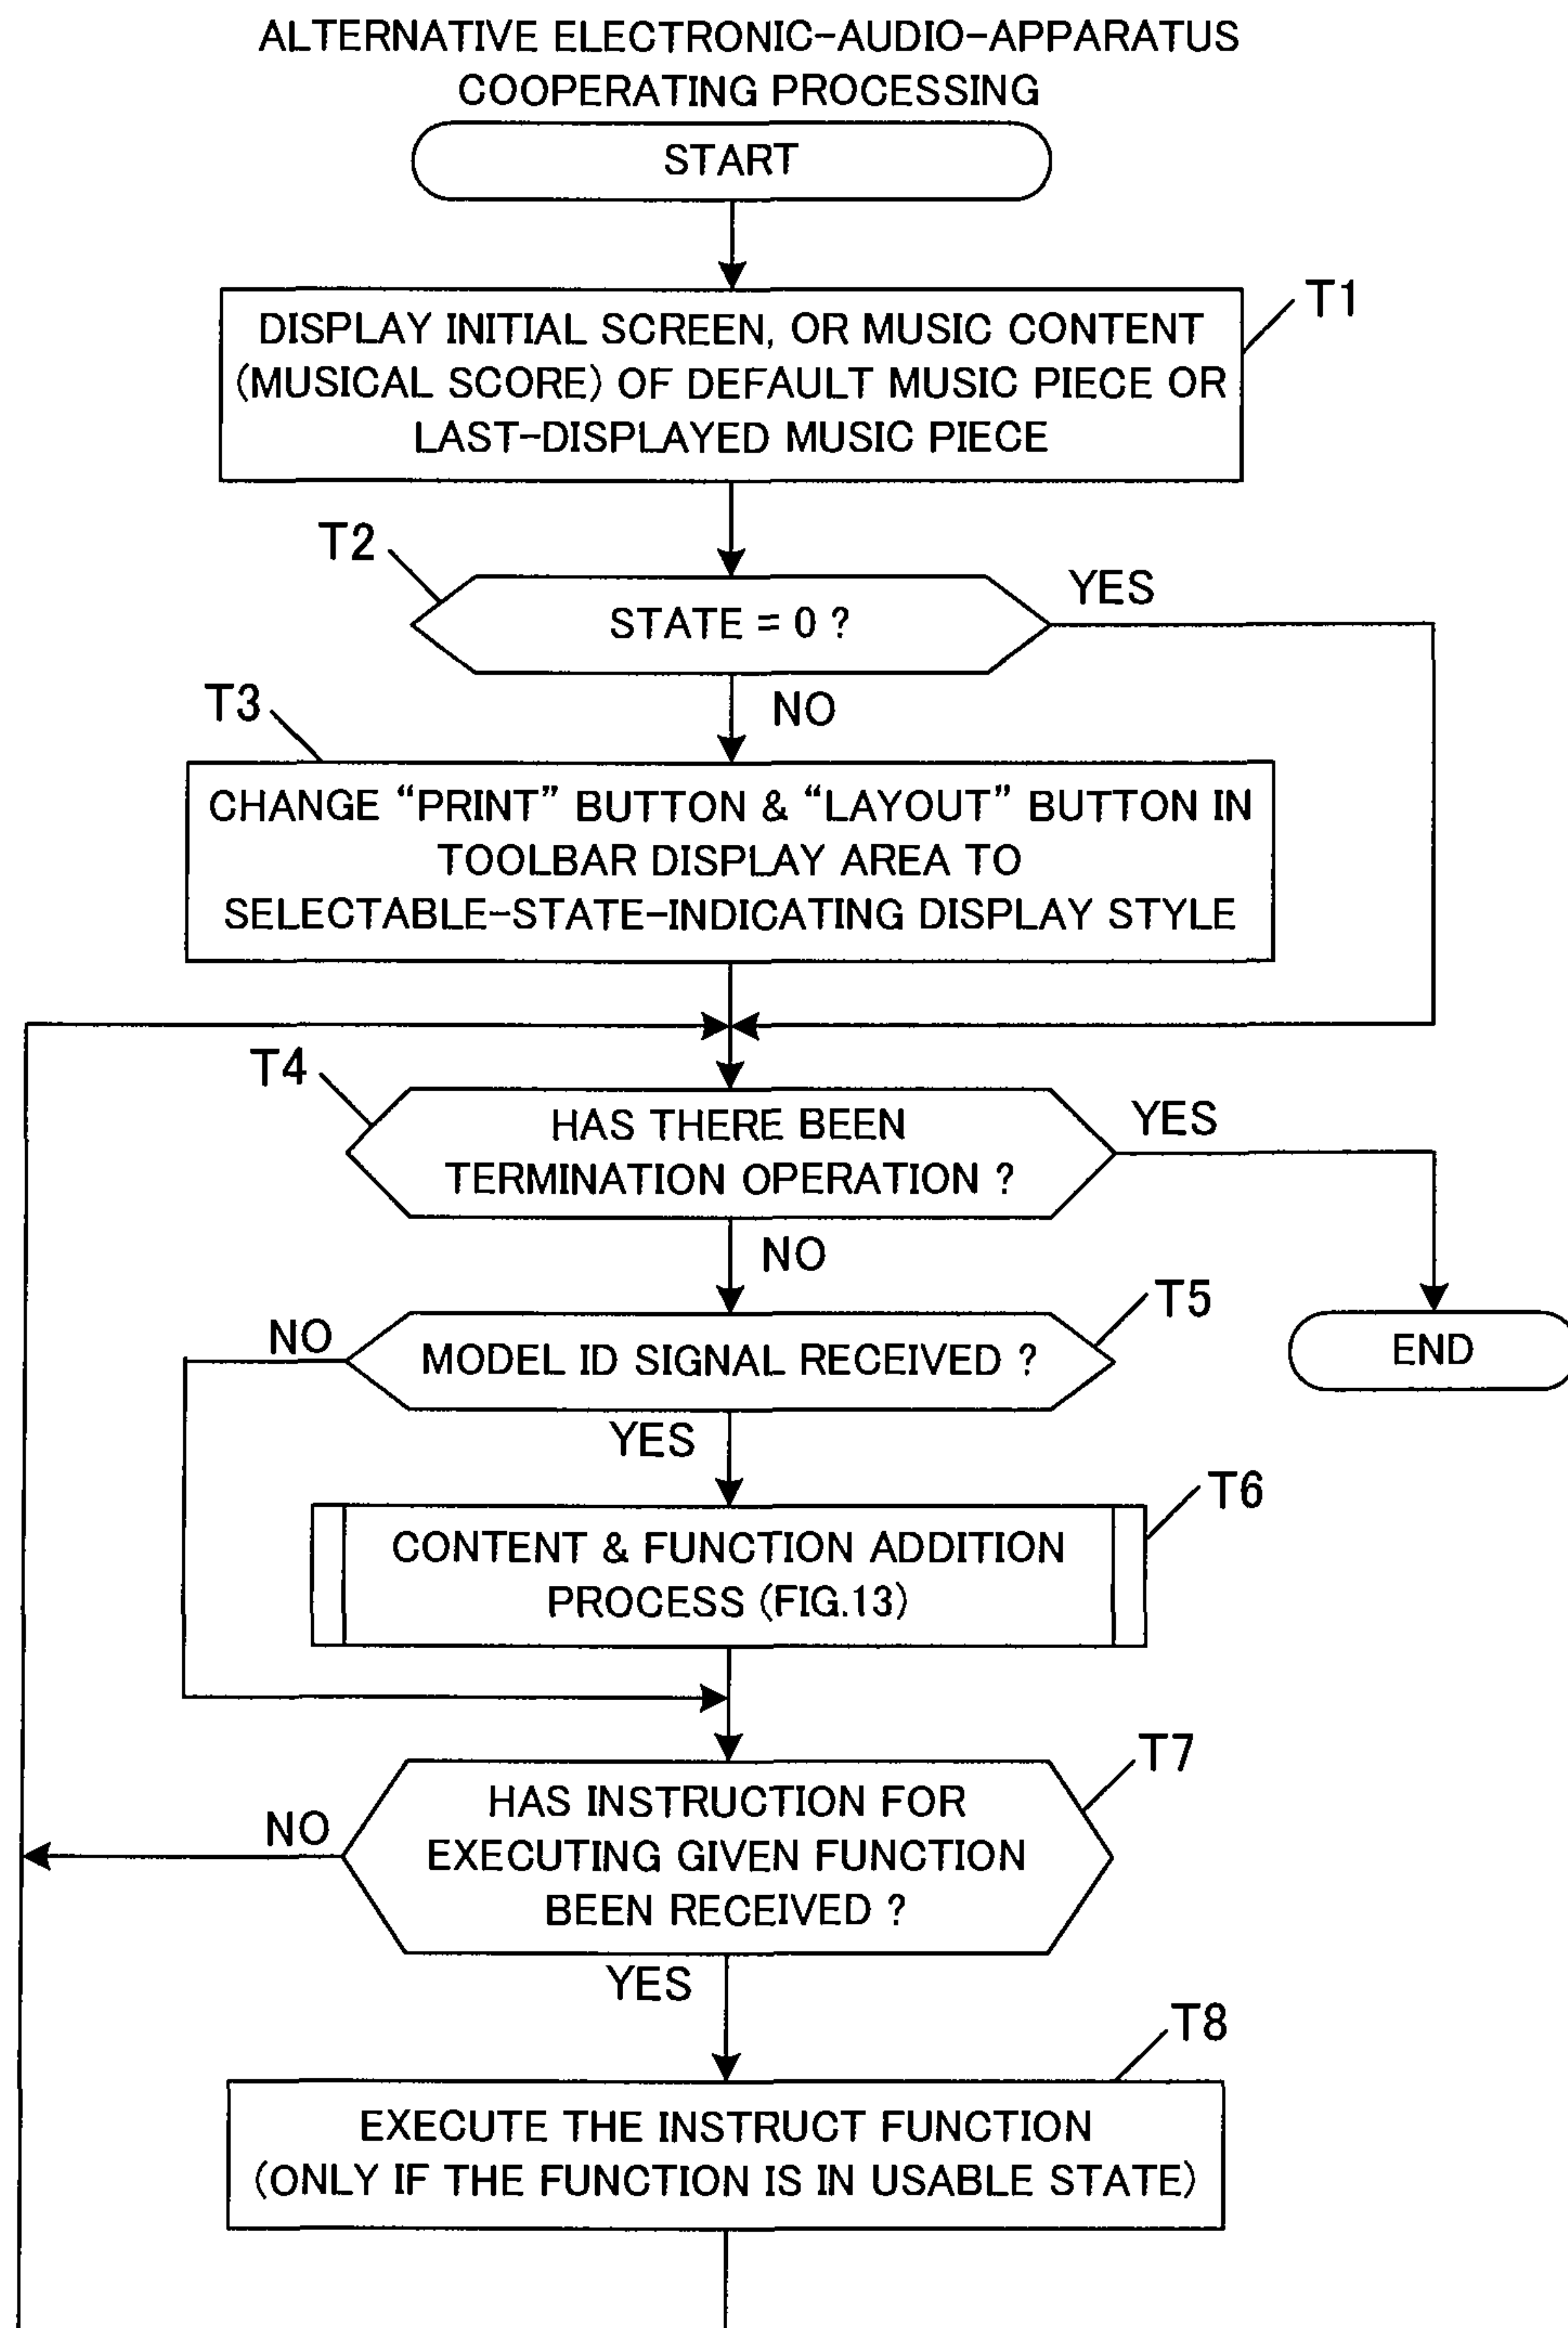 ALTERNATIVE ELECTRONIC-AUDIO-APPARATUS
COOPERATING PROCESSING
START
T1
DISPLAY INITIAL SCREEN, OR MUSIC CONTENT
(MUSICAL SCORE) OF DEFAULT MUSIC PIECE OR
LAST-DISPLAYED MUSIC PIECE
T2
STATE = 0 ?
YES
NO
T3
CHANGE “PRINT” BUTTON & “LAYOUT” BUTTON IN
TOOLBAR DISPLAY AREA TO
SELECTABLE-STATE-INDICATING DISPLAY STYLE
T4
HAS THERE BEEN
TERMINATION OPERATION ?
YES
NO
END
T5
MODEL ID SIGNAL RECEIVED ?
NO
YES
T6
CONTENT & FUNCTION ADDITION
PROCESS (FIG.13)
T7
HAS INSTRUCTION FOR
EXECUTING GIVEN FUNCTION
BEEN RECEIVED ?
NO
YES
T8
EXECUTE THE INSTRUCT FUNCTION
(ONLY IF THE FUNCTION IS IN USABLE STATE)